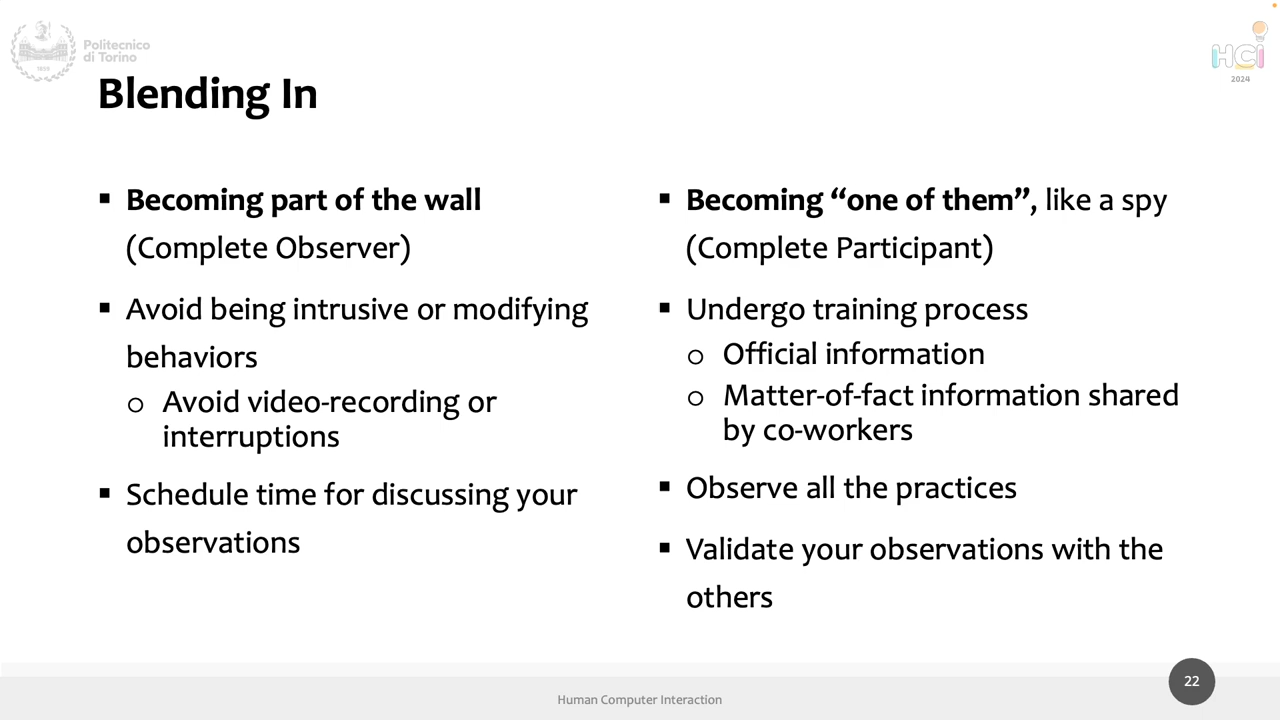 Politecnico
di Torino
1859
HCI
2024
Blending In
▪ Becoming part of the wall
(Complete Observer)
▪ Avoid being intrusive or modifying
behaviors
o Avoid video-recording or
interruptions
▪ Schedule time for discussing your
observations
▪ Becoming “one of them”, like a spy
(Complete Participant)
▪ Undergo training process
o Official information
o Matter-of-fact information shared
by co-workers
▪ Observe all the practices
▪ Validate your observations with the
others
Human Computer Interaction
22